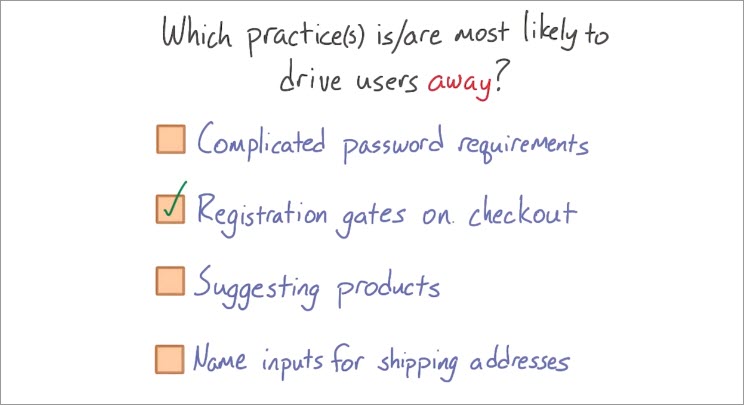 Which practice(s) is/are most likely to
drive users away?
Complicated password requirements
Registration gates on checkout
Suggesting products
Name inputs for shipping addresses